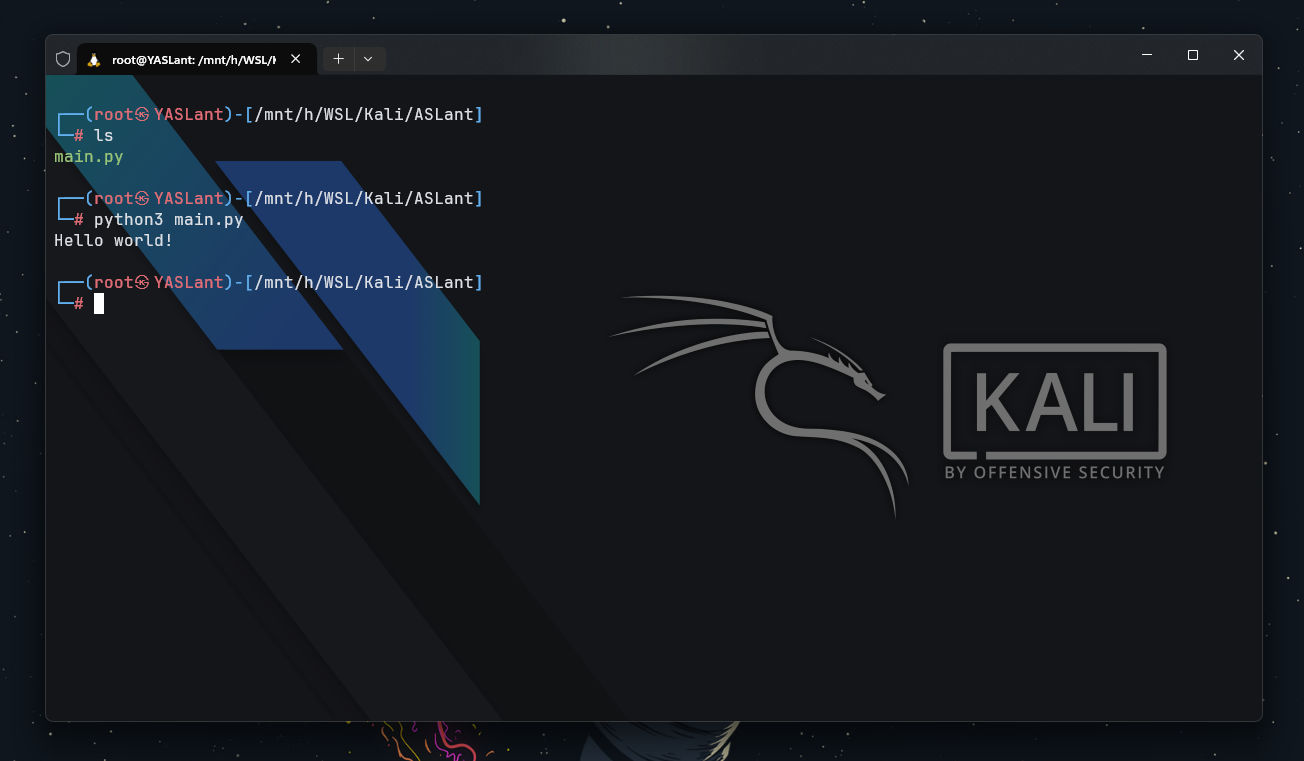 root@YASLant: /mnt/h/WSL/
┌──(root㉿YASLant)-[/mnt/h/WSL/Kali/ASLant]
└─# ls
main.py
┌──(root㉿YASLant)-[/mnt/h/WSL/Kali/ASLant]
└─# python3 main.py
Hello world!
┌──(root㉿YASLant)-[/mnt/h/WSL/Kali/ASLant]
└─#
KALI
BY OFFENSIVE SECURITY